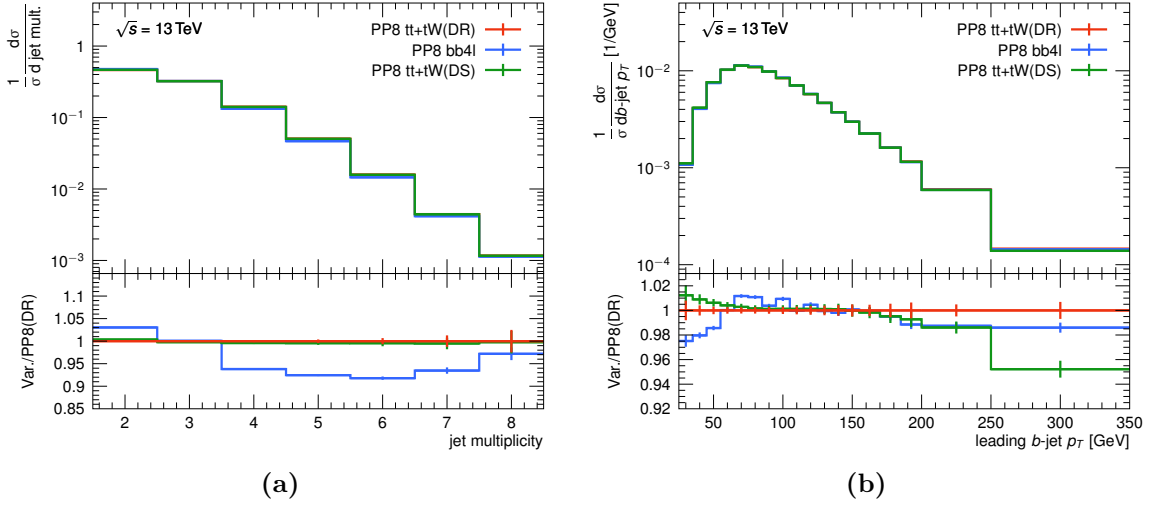 √s = 13 TeV
PP8 tt+tW(DR)
PP8 bb4l
PP8 tt+tW(DS)
1/σ dσ/d jet mult.
1
10⁻¹
10⁻²
10⁻³
Var./PP8(DR)
1.1
1.05
1.00
0.95
0.9
0.85
2 3 4 5 6 7 8
jet multiplicity
(a)
√s = 13 TeV
PP8 tt+tW(DR)
PP8 bb4l
PP8 tt+tW(DS)
1/σ dσ/db-jet p_T [1/GeV]
10⁻²
10⁻³
10⁻⁴
Var./PP8(DR)
1.02
1.00
0.98
0.96
0.94
0.92
50 100 150 200 250 300 350
leading b-jet p_T [GeV]
(b)